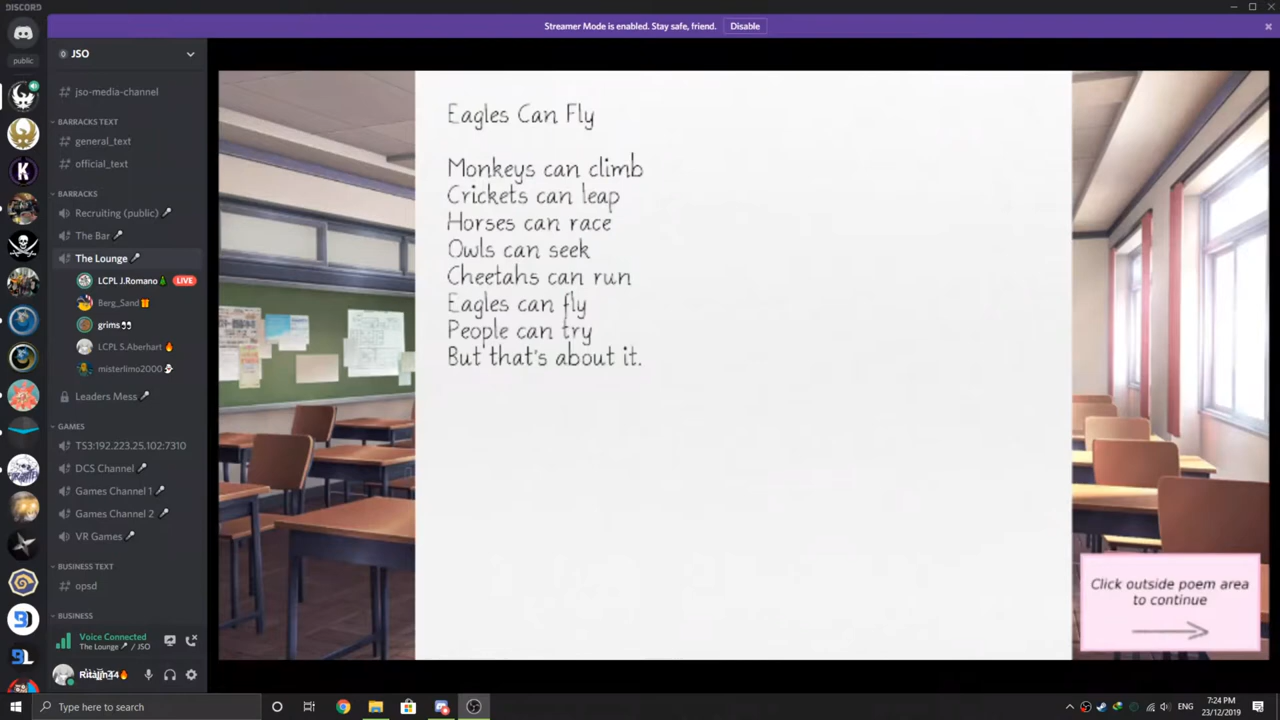 DISCORD
Streamer Mode is enabled. Stay safe, friend. Disable
public
JSO
jso-media-channel
BARRACKS TEXT
general_text
official_text
BARRACKS
Recruiting (public)
The Bar
The Lounge
LCPL J.Romano LIVE
Berg_Sand
grims
LCPL S.Aberhart
misterlimo2000
Leaders Mess
GAMES
TS3:192.223.25.102:7310
DCS Channel
Games Channel 1
Games Channel 2
VR Games
BUSINESS TEXT
opsd
BUSINESS
Voice Connected
The Lounge / JSO
Eagles Can Fly
Monkeys can climb
Crickets can leap
Horses can race
Owls can seek
Cheetahs can run
Eagles can fly
People can try
But that's about it.
Click outside poem area
to continue
Type here to search
ENG
7:24 PM
23/12/2019